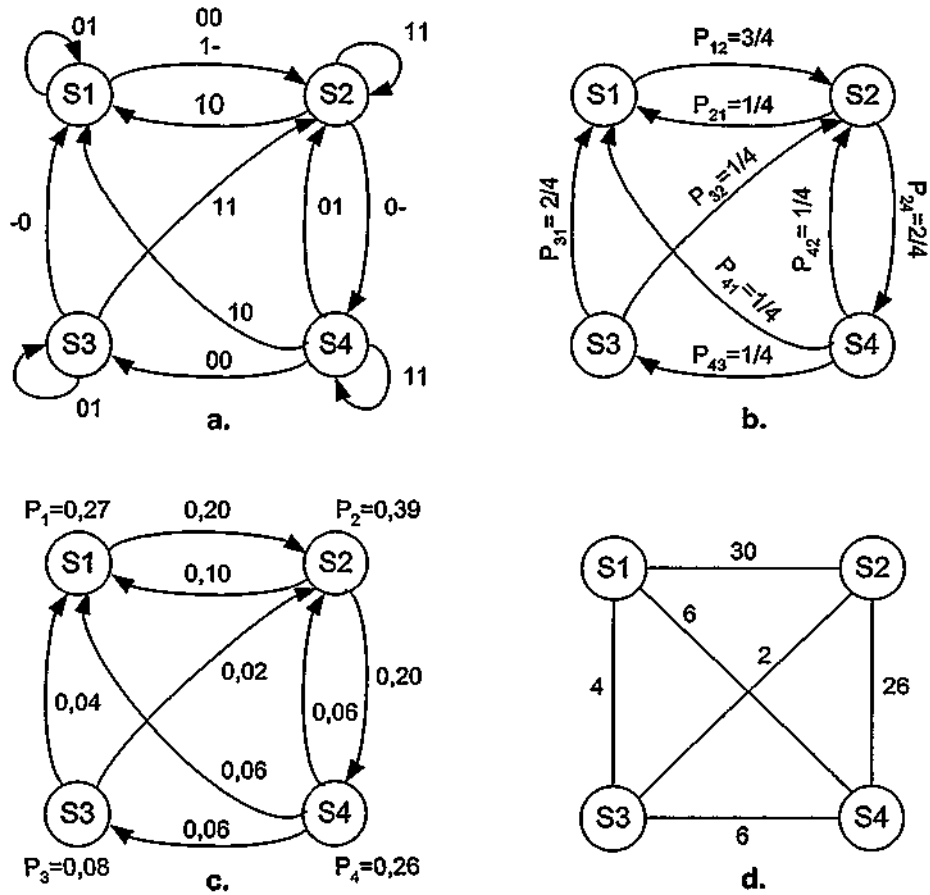 01
00
1-
11
S1
S2
10
-0
11
01
0-
10
S3
S4
00
01
11
a.
P12=3/4
S1
S2
P21=1/4
P31=2/4
P32=1/4
P42=1/4
P24=2/4
P41=1/4
S3
S4
P43=1/4
b.
P1=0,27
0,20
P2=0,39
S1
S2
0,10
0,02
0,20
0,04
0,06
0,06
S3
S4
0,06
P3=0,08
c.
P4=0,26
S1
30
S2
6
2
4
26
S3
S4
6
d.